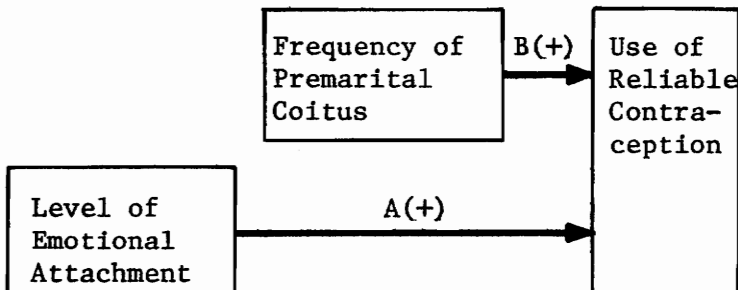 Frequency of
Premarital
Coitus
B(+)
Use of
Reliable
Contra-
ception
Level of
Emotional
Attachment
A(+)